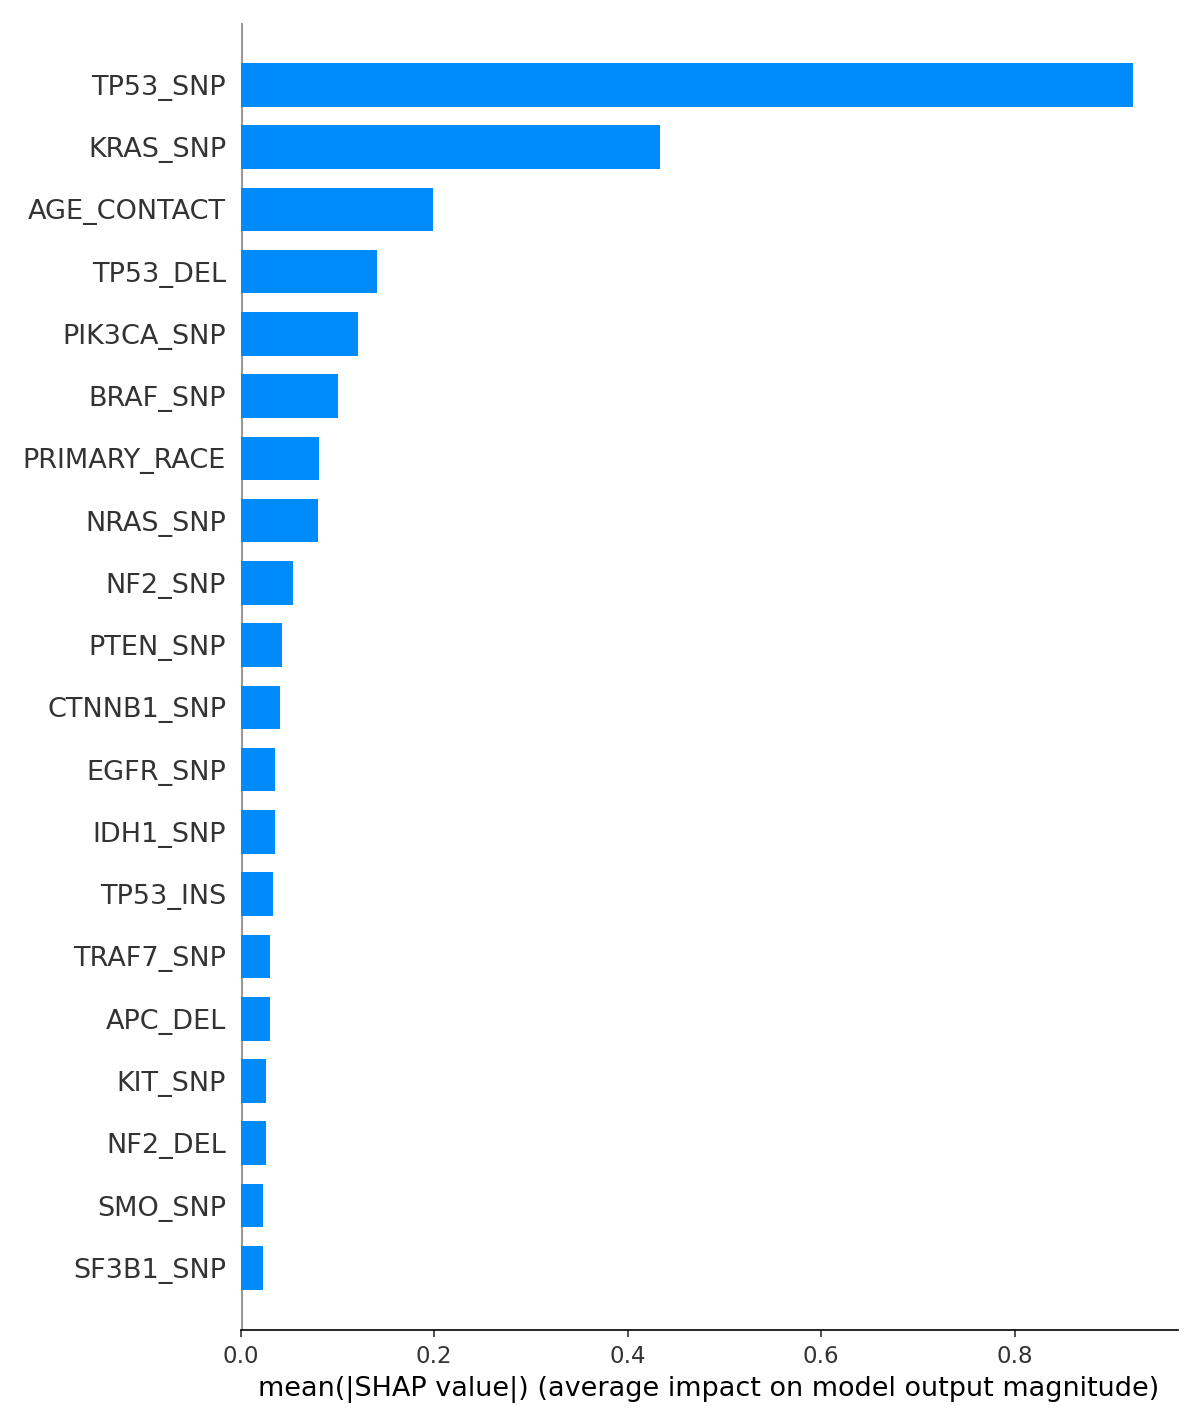 TP53_SNP
KRAS_SNP
AGE_CONTACT
TP53_DEL
PIK3CA_SNP
BRAF_SNP
PRIMARY_RACE
NRAS_SNP
NF2_SNP
PTEN_SNP
CTNNB1_SNP
EGFR_SNP
IDH1_SNP
TP53_INS
TRAF7_SNP
APC_DEL
KIT_SNP
NF2_DEL
SMO_SNP
SF3B1_SNP
0.0 0.2 0.4 0.6 0.8
mean(|SHAP value|) (average impact on model output magnitude)